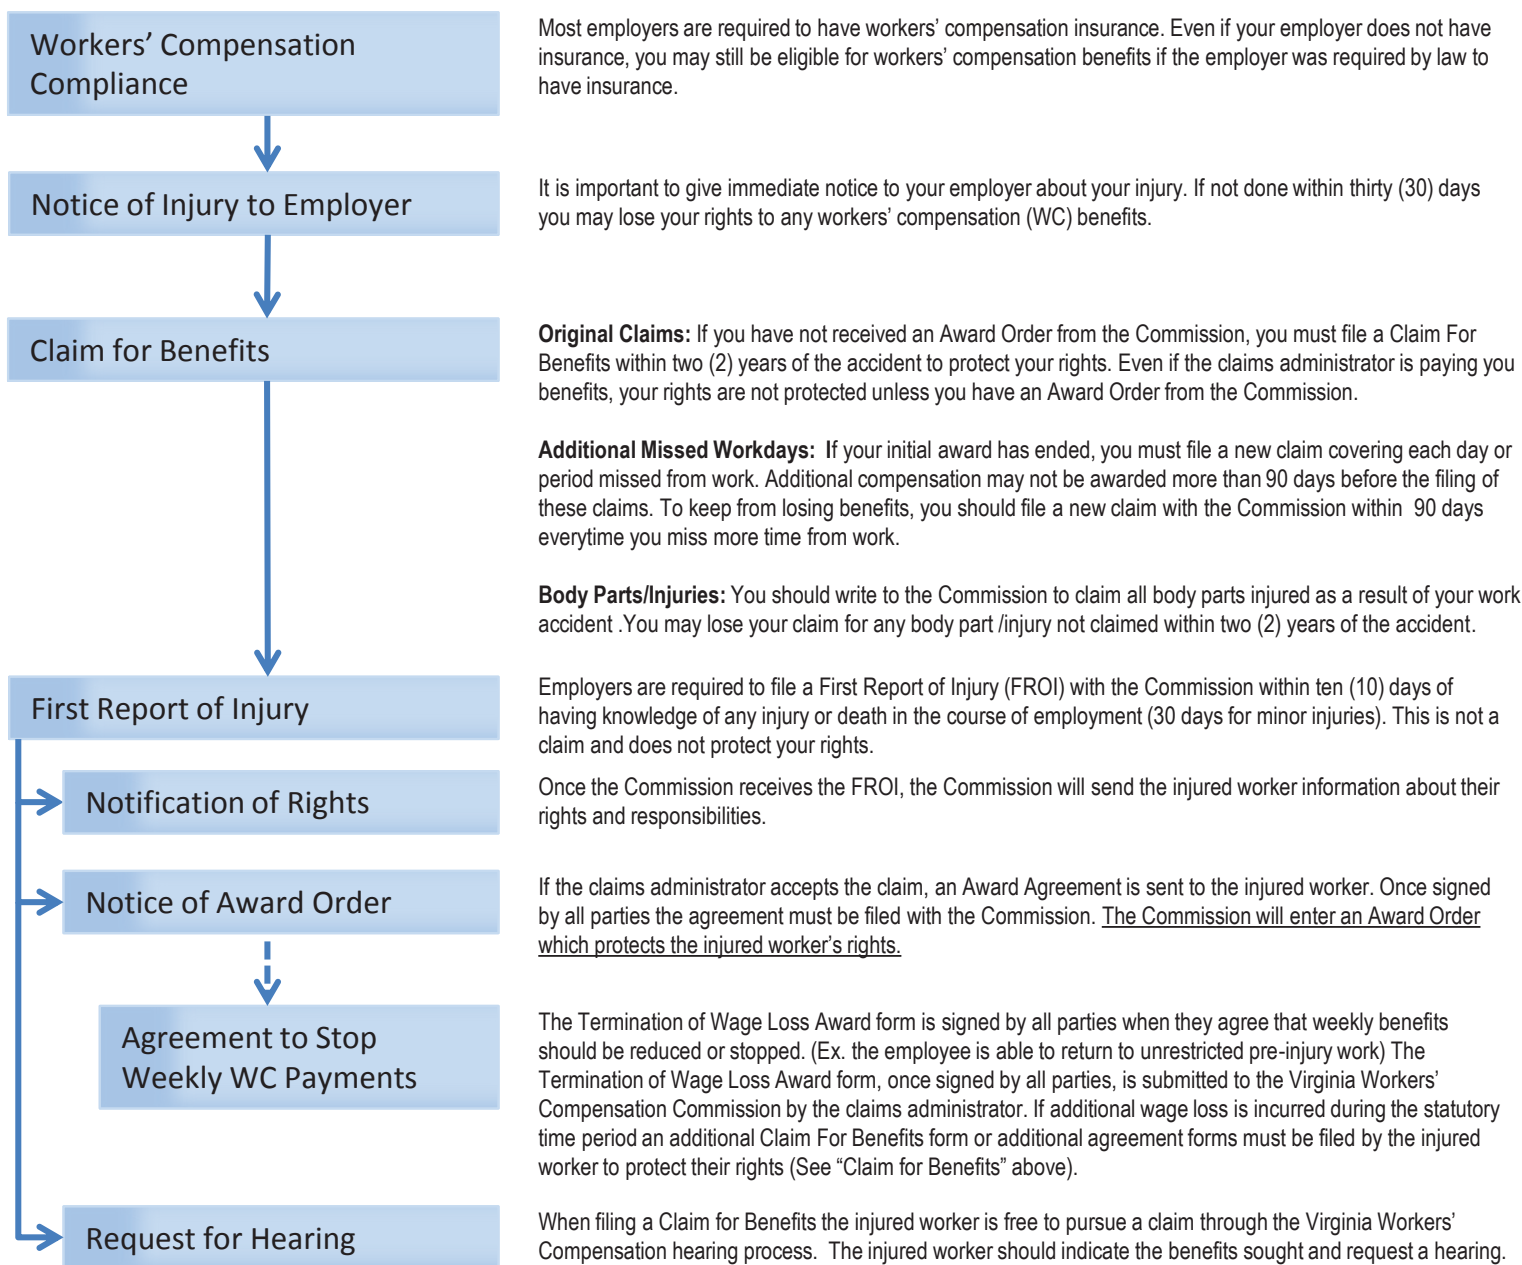 Workers’ Compensation
Compliance
Most employers are required to have workers’ compensation insurance. Even if your employer does not have
insurance, you may still be eligible for workers’ compensation benefits if the employer was required by law to
have insurance.
Notice of Injury to Employer
It is important to give immediate notice to your employer about your injury. If not done within thirty (30) days
you may lose your rights to any workers’ compensation (WC) benefits.
Claim for Benefits
Original Claims: If you have not received an Award Order from the Commission, you must file a Claim For
Benefits within two (2) years of the accident to protect your rights. Even if the claims administrator is paying you
benefits, your rights are not protected unless you have an Award Order from the Commission.
Additional Missed Workdays: If your initial award has ended, you must file a new claim covering each day or
period missed from work. Additional compensation may not be awarded more than 90 days before the filing of
these claims. To keep from losing benefits, you should file a new claim with the Commission within 90 days
everytime you miss more time from work.
Body Parts/Injuries: You should write to the Commission to claim all body parts injured as a result of your work
accident .You may lose your claim for any body part /injury not claimed within two (2) years of the accident.
First Report of Injury
Employers are required to file a First Report of Injury (FROI) with the Commission within ten (10) days of
having knowledge of any injury or death in the course of employment (30 days for minor injuries). This is not a
claim and does not protect your rights.
Notification of Rights
Once the Commission receives the FROI, the Commission will send the injured worker information about their
rights and responsibilities.
Notice of Award Order
If the claims administrator accepts the claim, an Award Agreement is sent to the injured worker. Once signed
by all parties the agreement must be filed with the Commission. The Commission will enter an Award Order
which protects the injured worker’s rights.
Agreement to Stop
Weekly WC Payments
The Termination of Wage Loss Award form is signed by all parties when they agree that weekly benefits
should be reduced or stopped. (Ex. the employee is able to return to unrestricted pre-injury work) The
Termination of Wage Loss Award form, once signed by all parties, is submitted to the Virginia Workers’
Compensation Commission by the claims administrator. If additional wage loss is incurred during the statutory
time period an additional Claim For Benefits form or additional agreement forms must be filed by the injured
worker to protect their rights (See “Claim for Benefits” above).
Request for Hearing
When filing a Claim for Benefits the injured worker is free to pursue a claim through the Virginia Workers’
Compensation hearing process. The injured worker should indicate the benefits sought and request a hearing.